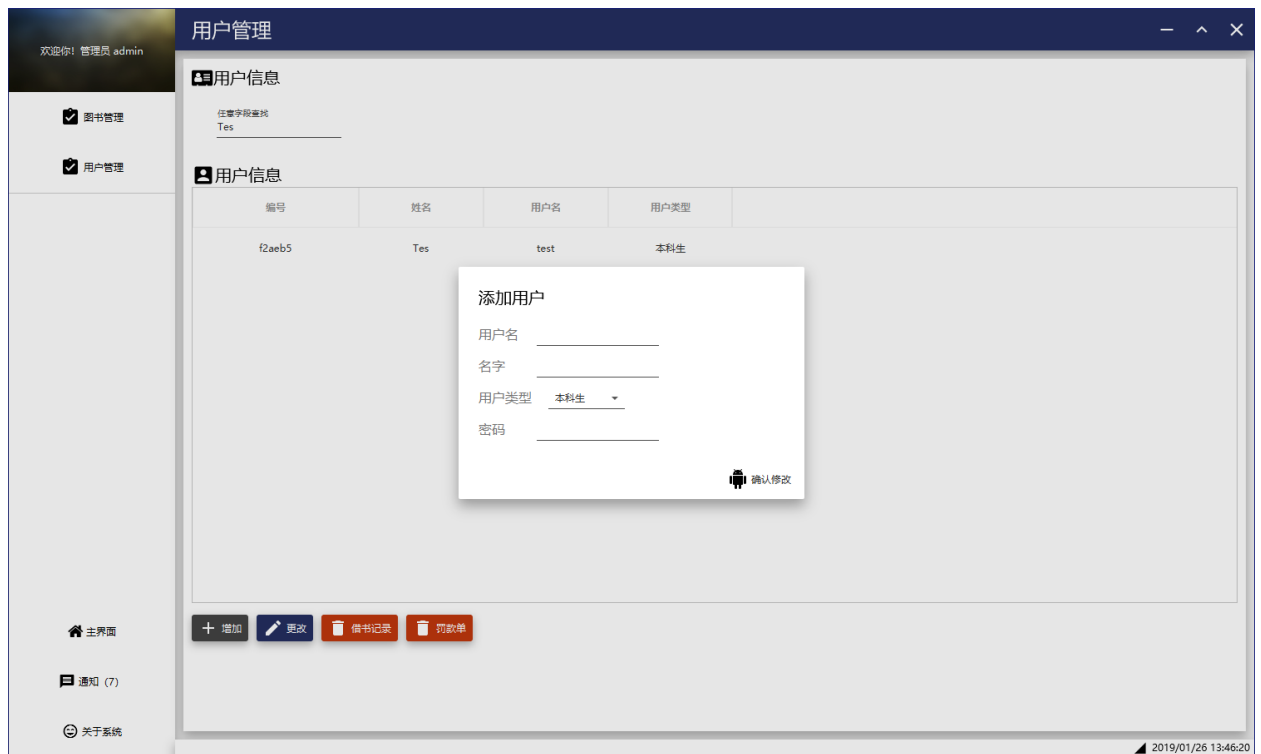 欢迎你! 管理员 admin
用户管理
图书管理
用户管理
用户信息
任意字段查找
Tes
用户信息
编号 姓名 用户名 用户类型
f2aeb5 Tes test 本科生
添加用户
用户名
名字
用户类型 本科生
密码
确认修改
增加 更改 借书记录 罚款单
主界面
通知 (7)
关于系统
2019/01/26 13:46:20